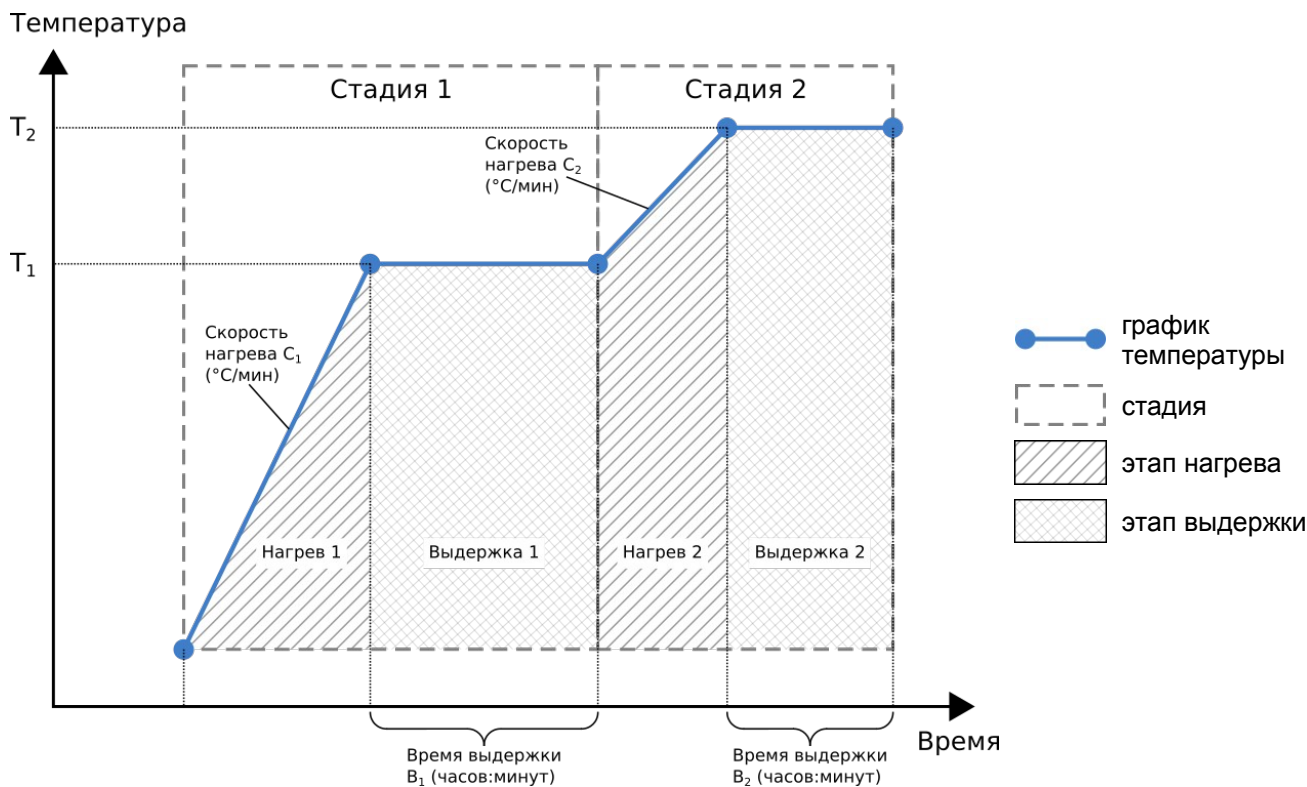 Температура
Стадия 1
Стадия 2
T₂
Скорость
нагрева C₂
(°C/мин)
T₁
Скорость
нагрева C₁
(°C/мин)
график
температуры
стадия
этап нагрева
этап выдержки
Нагрев 1
Выдержка 1
Нагрев 2
Выдержка 2
Время
Время выдержки
B₁ (часов:минут)
Время выдержки
B₂ (часов:минут)